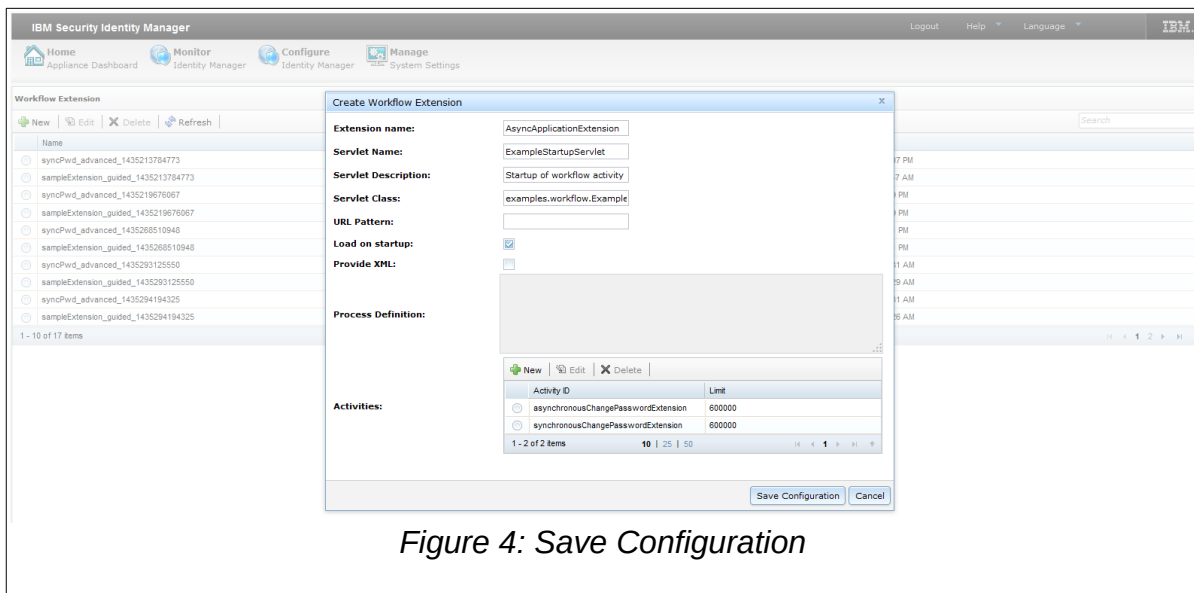 IBM Security Identity Manager Logout Help Language IBM.
Home Monitor Configure Manage
Appliance Dashboard Identity Manager Identity Manager System Settings
Workflow Extension
New Edit Delete Refresh Search
Name
syncPwd_advanced_1435213784773 7 PM
sampleExtension_guided_1435213784773 7 AM
syncPwd_advanced_1435219676067 PM
sampleExtension_guided_1435219676067 PM
syncPwd_advanced_1435268510948 PM
sampleExtension_guided_1435268510948 PM
syncPwd_advanced_1435293125550 1 AM
sampleExtension_guided_1435293125550 9 AM
syncPwd_advanced_1435294194325 1 AM
sampleExtension_guided_1435294194325 6 AM
1 - 10 of 17 items 1 2
Create Workflow Extension x
Extension name: AsyncApplicationExtension
Servlet Name: ExampleStartupServlet
Servlet Description: Startup of workflow activity
Servlet Class: examples.workflow.Example
URL Pattern:
Load on startup:
Provide XML:
Process Definition:
New Edit Delete
Activity ID Limit
Activities:
asynchronousChangePasswordExtension 600000
synchronousChangePasswordExtension 600000
1 - 2 of 2 items 10 | 25 | 50 1
Save Configuration Cancel
Figure 4: Save Configuration